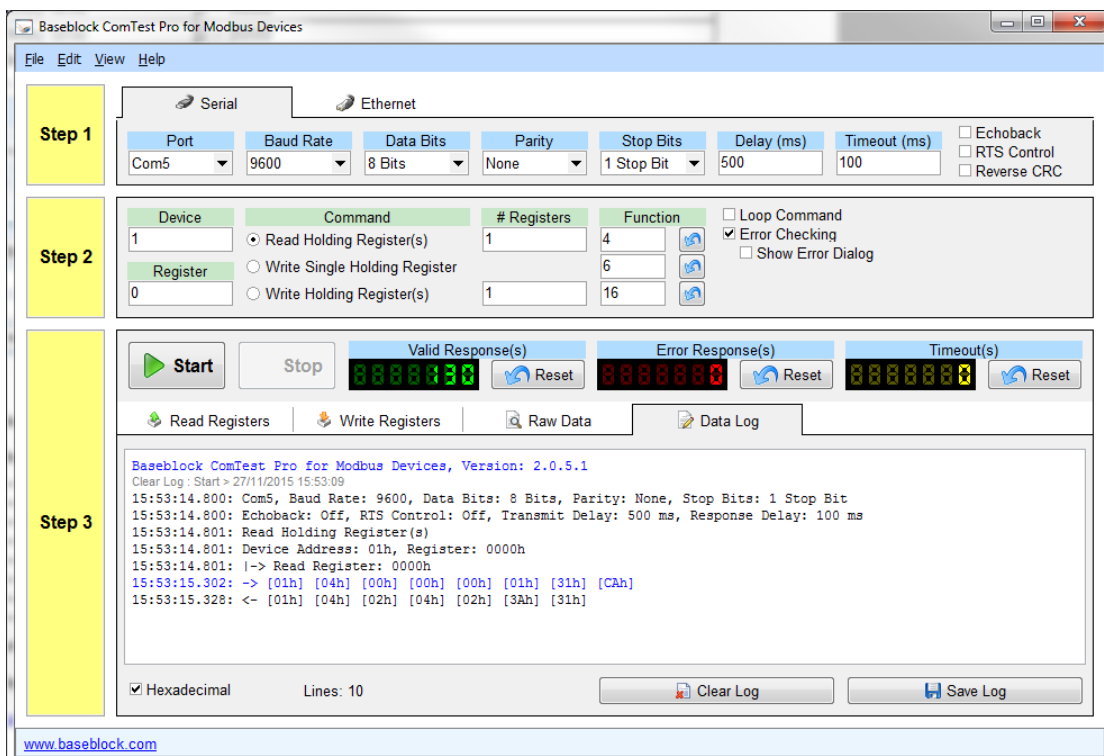 Baseblock ComTest Pro for Modbus Devices
File Edit View Help
Step 1
Serial Ethernet
Port Baud Rate Data Bits Parity Stop Bits Delay (ms) Timeout (ms)
Com5 9600 8 Bits None 1 Stop Bit 500 100
Echoback
RTS Control
Reverse CRC
Step 2
Device Command # Registers Function
1 Read Holding Register(s) 1 4
Register Write Single Holding Register 6
0 Write Holding Register(s) 1 16
Loop Command
Error Checking
Show Error Dialog
Step 3
Start Stop
Valid Response(s) Error Response(s) Timeout(s)
130 Reset 0 Reset 0 Reset
Read Registers Write Registers Raw Data Data Log
Baseblock ComTest Pro for Modbus Devices, Version: 2.0.5.1
Clear Log : Start > 27/11/2015 15:53:09
15:53:14.800: Com5, Baud Rate: 9600, Data Bits: 8 Bits, Parity: None, Stop Bits: 1 Stop Bit
15:53:14.800: Echoback: Off, RTS Control: Off, Transmit Delay: 500 ms, Response Delay: 100 ms
15:53:14.801: Read Holding Register(s)
15:53:14.801: Device Address: 01h, Register: 0000h
15:53:14.801: |-> Read Register: 0000h
15:53:15.302: -> [01h] [04h] [00h] [00h] [00h] [01h] [31h] [CAh]
15:53:15.328: <- [01h] [04h] [02h] [04h] [02h] [3Ah] [31h]
Hexadecimal Lines: 10 Clear Log Save Log
www.baseblock.com